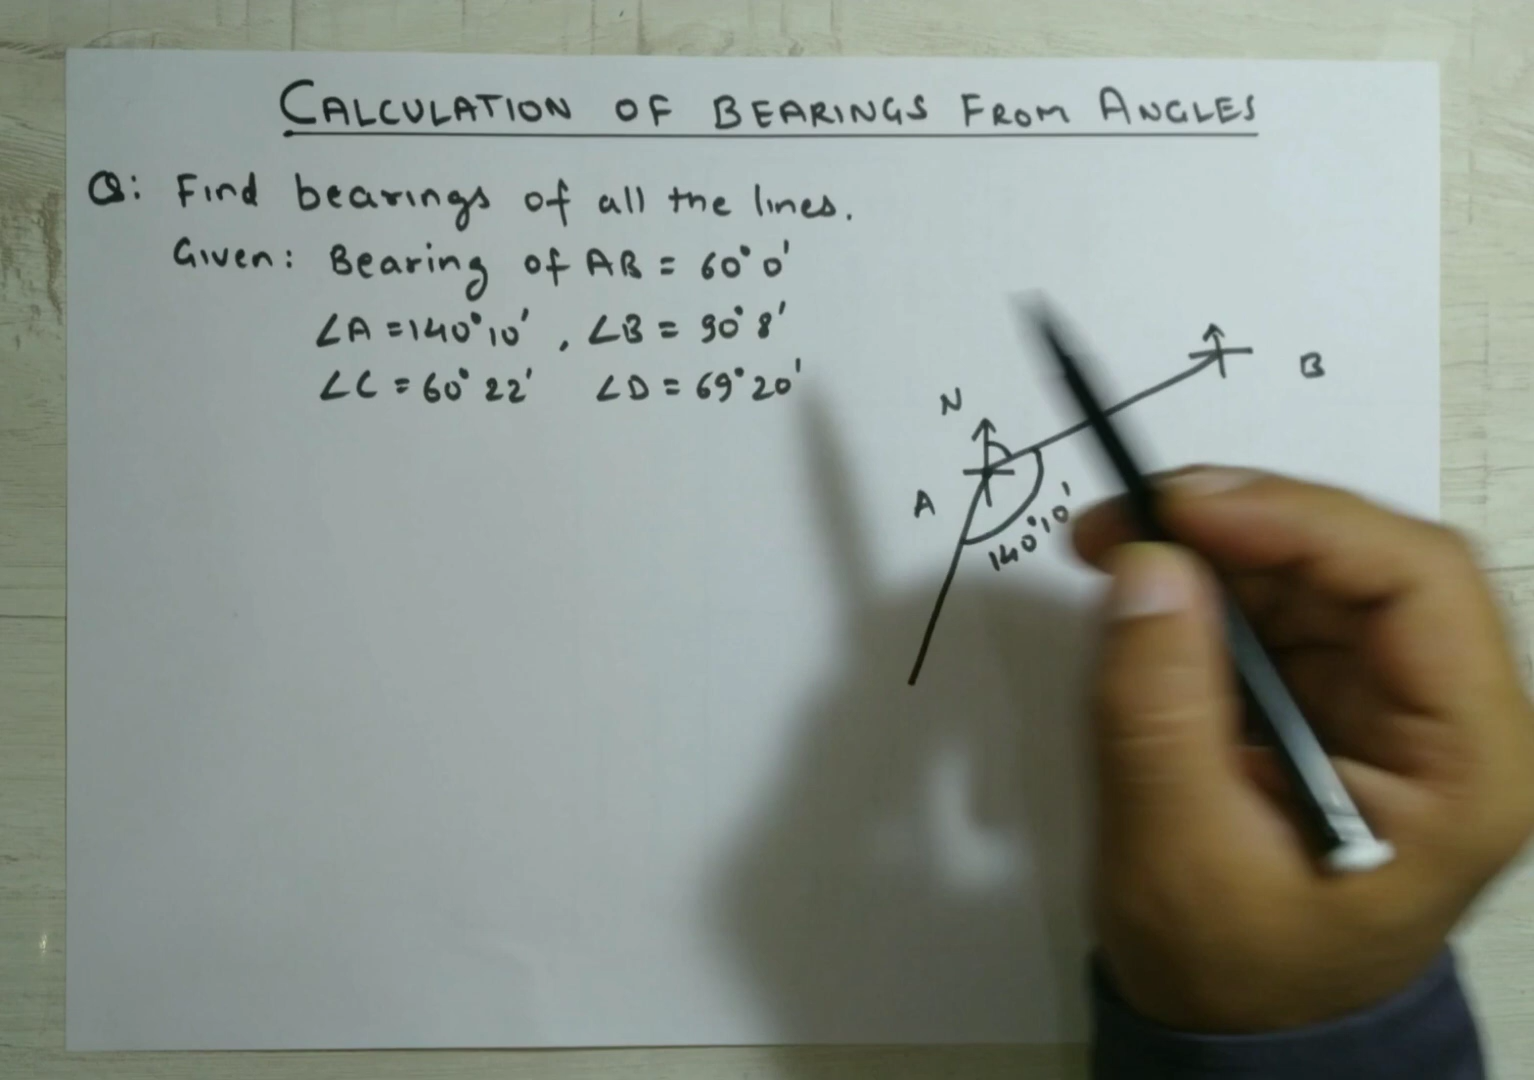 CALCULATION OF BEARINGS FROM ANGLES
Q: Find bearings of all the lines.
Given: Bearing of AB = 60° 0'
∠A = 140° 10' , ∠B = 90° 8'
∠C = 60° 22' ∠D = 69° 20'
N
B
A
140° 10'